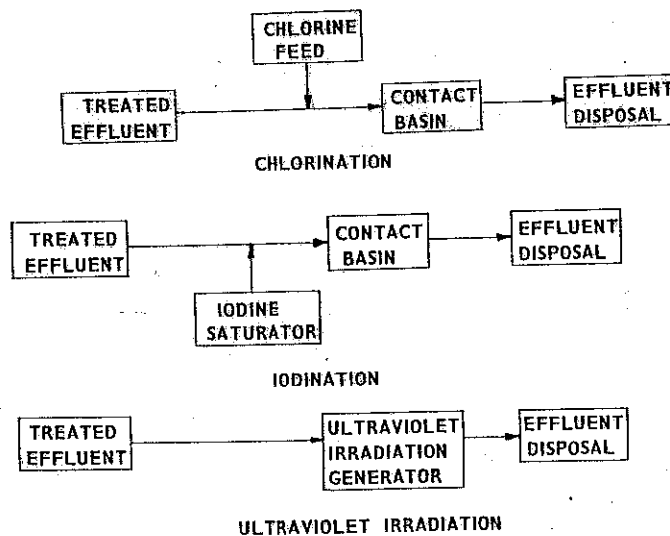 CHLORINE
FEED
TREATED
EFFLUENT
CONTACT
BASIN
EFFLUENT
DISPOSAL
CHLORINATION
TREATED
EFFLUENT
CONTACT
BASIN
EFFLUENT
DISPOSAL
IODINE
SATURATOR
IODINATION
TREATED
EFFLUENT
ULTRAVIOLET
IRRADIATION
GENERATOR
EFFLUENT
DISPOSAL
ULTRAVIOLET IRRADIATION